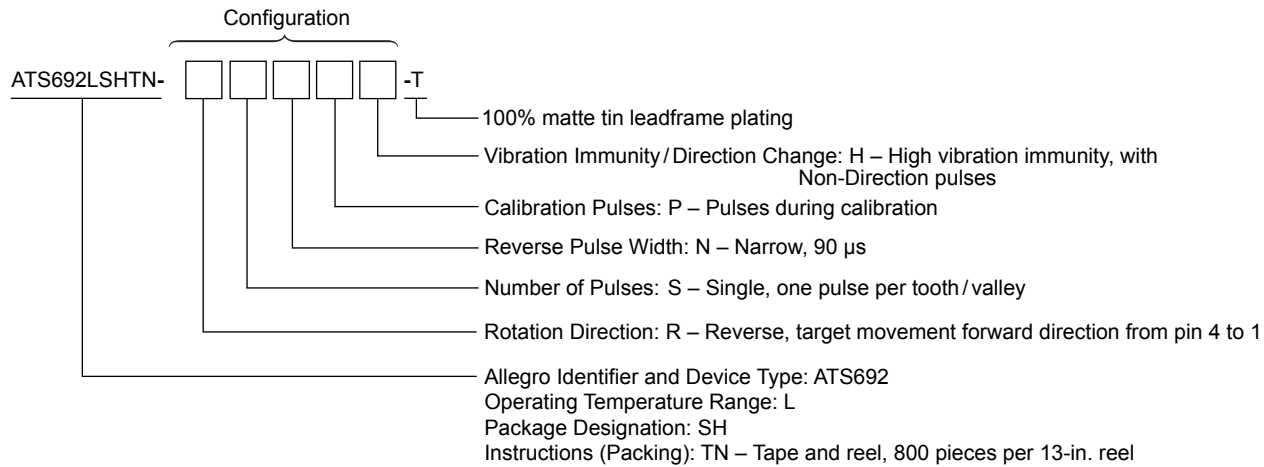 Configuration
ATS692LSHTN- -T
100% matte tin leadframe plating
Vibration Immunity / Direction Change: H – High vibration immunity, with
Non-Direction pulses
Calibration Pulses: P – Pulses during calibration
Reverse Pulse Width: N – Narrow, 90 µs
Number of Pulses: S – Single, one pulse per tooth / valley
Rotation Direction: R – Reverse, target movement forward direction from pin 4 to 1
Allegro Identifier and Device Type: ATS692
Operating Temperature Range: L
Package Designation: SH
Instructions (Packing): TN – Tape and reel, 800 pieces per 13-in. reel